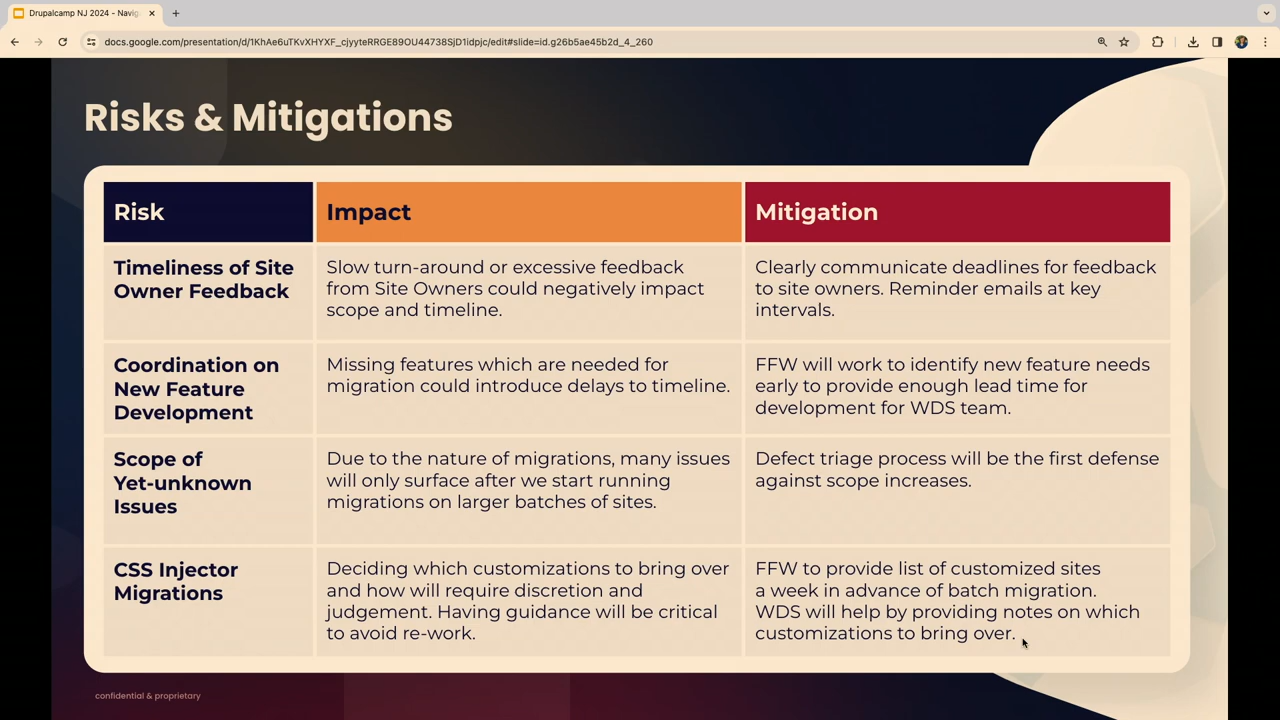 Drupalcamp NJ 2024 - Navig
docs.google.com/presentation/d/1KhAe6uTKvXHYXF_cjyyteRRGE89OU44738SjD1idpjc/edit#slide=id.g26b5ae45b2d_4_260
Risks & Mitigations
Risk
Impact
Mitigation
Timeliness of Site
Owner Feedback
Slow turn-around or excessive feedback
from Site Owners could negatively impact
scope and timeline.
Clearly communicate deadlines for feedback
to site owners. Reminder emails at key
intervals.
Coordination on
New Feature
Development
Missing features which are needed for
migration could introduce delays to timeline.
FFW will work to identify new feature needs
early to provide enough lead time for
development for WDS team.
Scope of
Yet-unknown
Issues
Due to the nature of migrations, many issues
will only surface after we start running
migrations on larger batches of sites.
Defect triage process will be the first defense
against scope increases.
CSS Injector
Migrations
Deciding which customizations to bring over
and how will require discretion and
judgement. Having guidance will be critical
to avoid re-work.
FFW to provide list of customized sites
a week in advance of batch migration.
WDS will help by providing notes on which
customizations to bring over.
confidential & proprietary